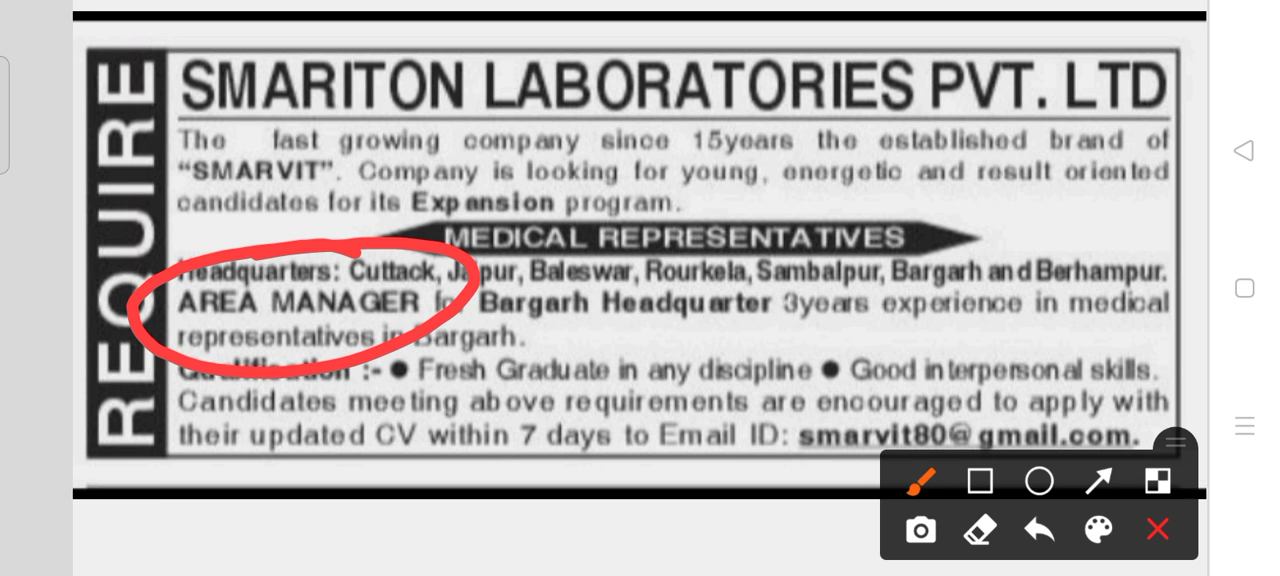 REQUIRE
SMARITON LABORATORIES PVT. LTD
The fast growing company since 15years the established brand of
“SMARVIT”. Company is looking for young, energetic and result oriented
candidates for its Expansion program.
MEDICAL REPRESENTATIVES
Headquarters: Cuttack, Jajpur, Baleswar, Rourkela, Sambalpur, Bargarh and Berhampur.
AREA MANAGER for Bargarh Headquarter 3years experience in medical
representatives in Bargarh.
Qualification :- ● Fresh Graduate in any discipline ● Good interpersonal skills.
Candidates meeting above requirements are encouraged to apply with
their updated CV within 7 days to Email ID: smarvit80@gmail.com.